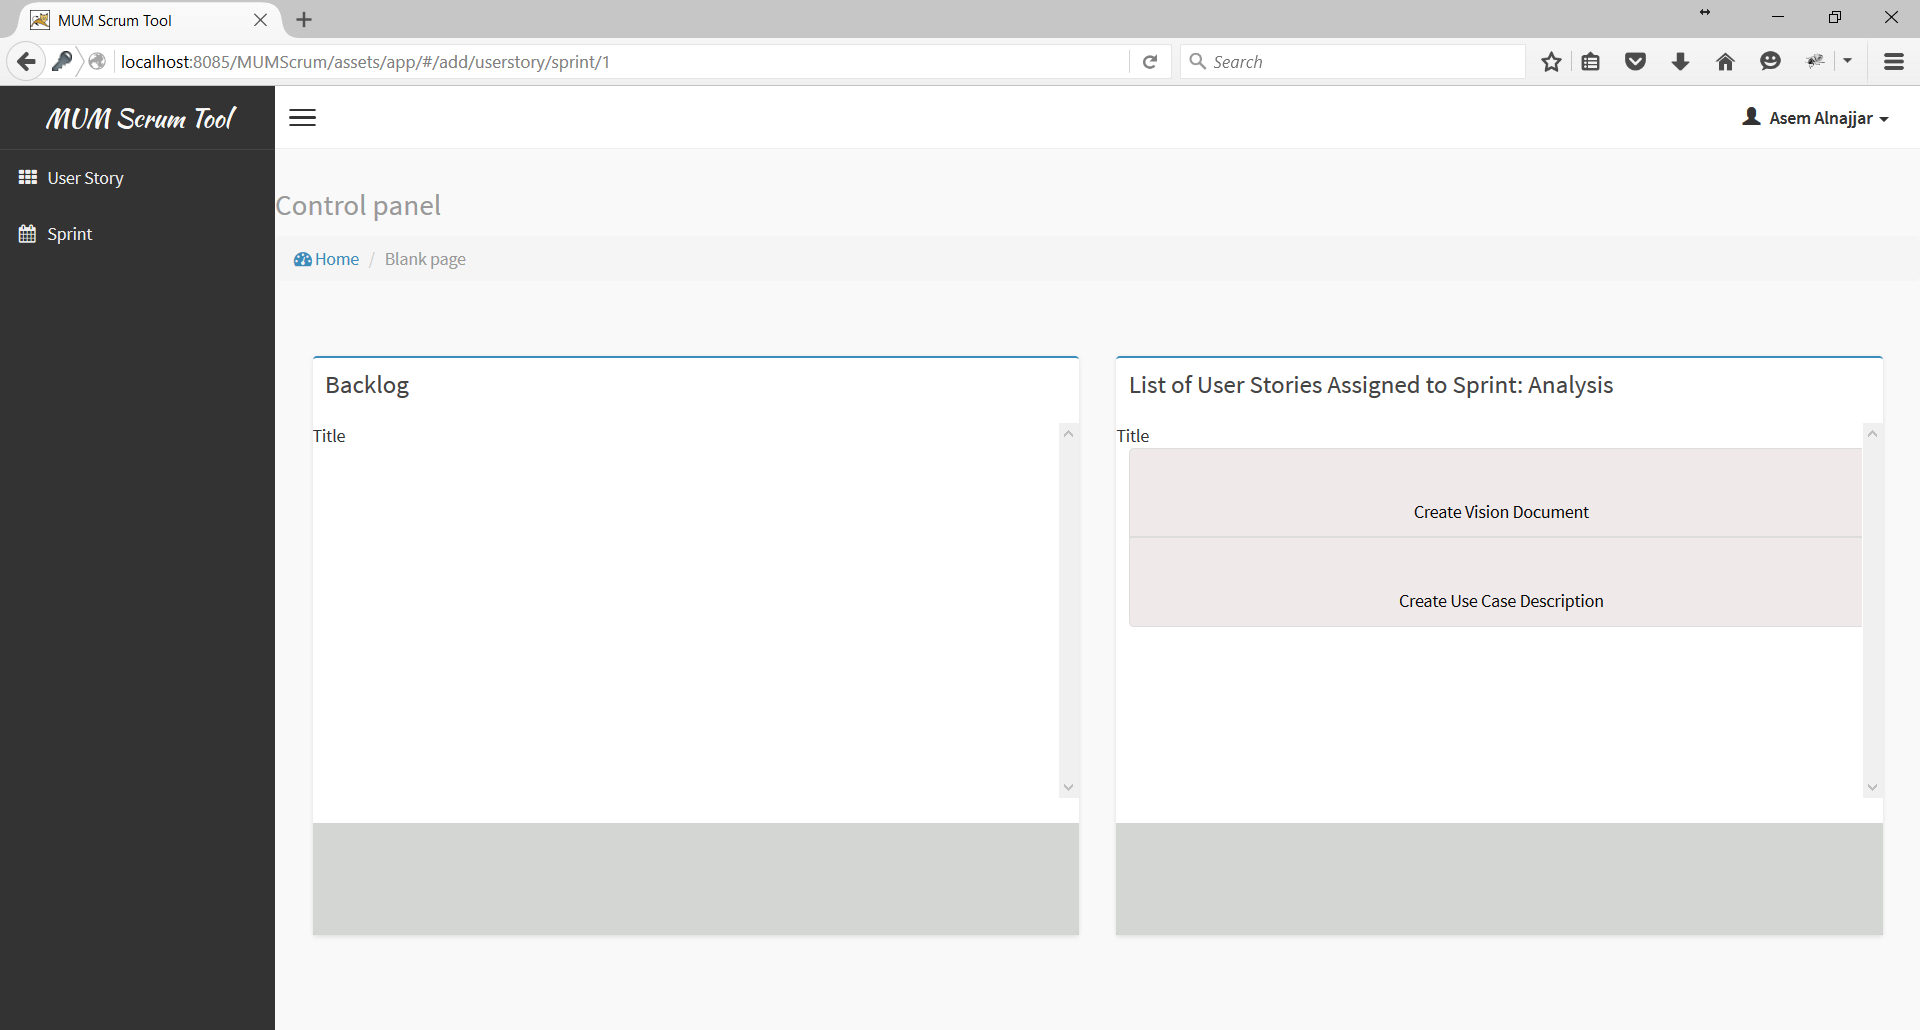 MUM Scrum Tool
localhost:8085/MUMScrum/assets/app/#/add/userstory/sprint/1
Search
MUM Scrum Tool
Asem Alnajjar
User Story
Sprint
Control panel
Home / Blank page
Backlog
Title
List of User Stories Assigned to Sprint: Analysis
Title
Create Vision Document
Create Use Case Description